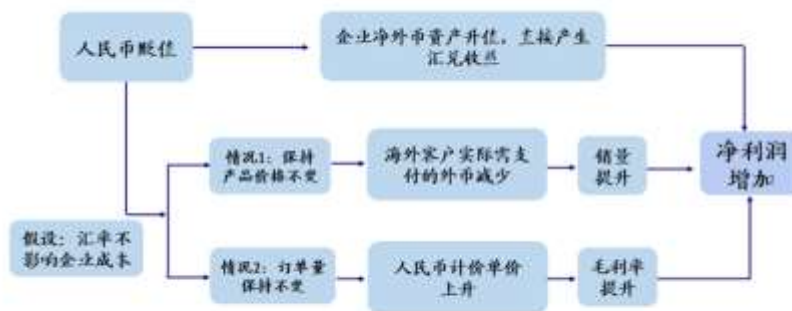 人民币贬值
企业净外币资产升值，直接产生
汇兑收益
情况1：保持
产品价格不变
海外客户实际需支
付的外币减少
销量
提升
净利润
增加
假设：汇率不
影响企业成本
情况2：订单量
保持不变
人民币计价单价
上升
毛利率
提升